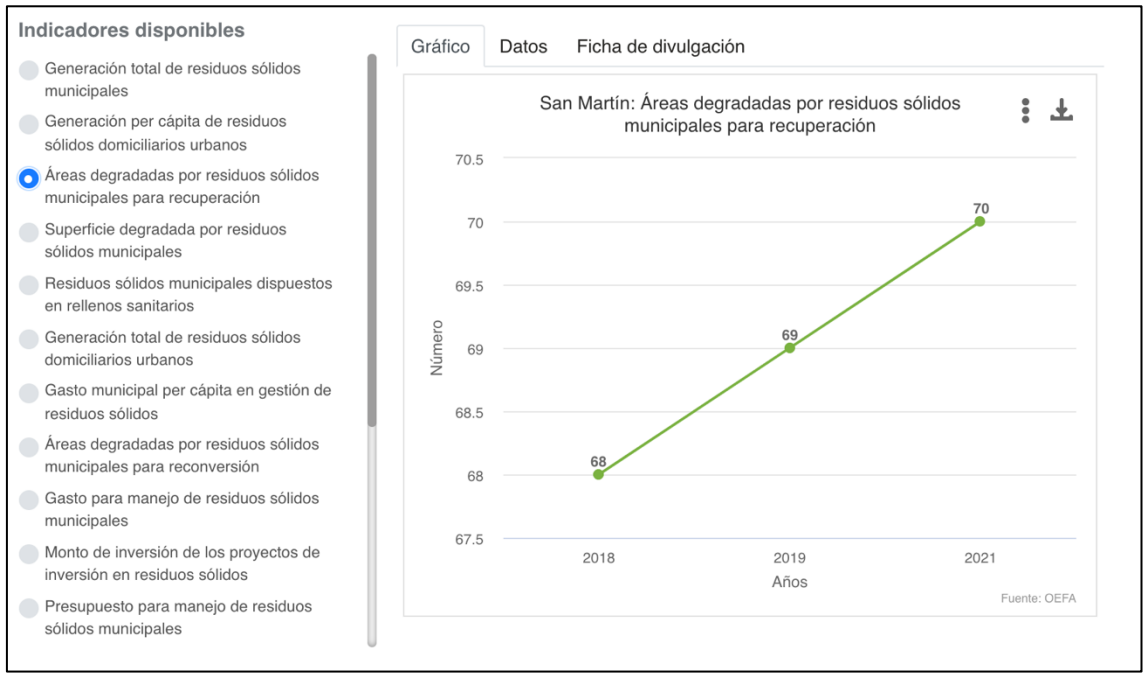 Indicadores disponibles
Generación total de residuos sólidos
municipales
Generación per cápita de residuos
sólidos domiciliarios urbanos
Áreas degradadas por residuos sólidos
municipales para recuperación
Superficie degradada por residuos
sólidos municipales
Residuos sólidos municipales dispuestos
en rellenos sanitarios
Generación total de residuos sólidos
domiciliarios urbanos
Gasto municipal per cápita en gestión de
residuos sólidos
Áreas degradadas por residuos sólidos
municipales para reconversión
Gasto para manejo de residuos sólidos
municipales
Monto de inversión de los proyectos de
inversión en residuos sólidos
Presupuesto para manejo de residuos
sólidos municipales
Gráfico Datos Ficha de divulgación
San Martín: Áreas degradadas por residuos sólidos
municipales para recuperación
Número
70.5
70
69.5
69
68.5
68
67.5
68
69
70
2018 2019 2021
Años
Fuente: OEFA